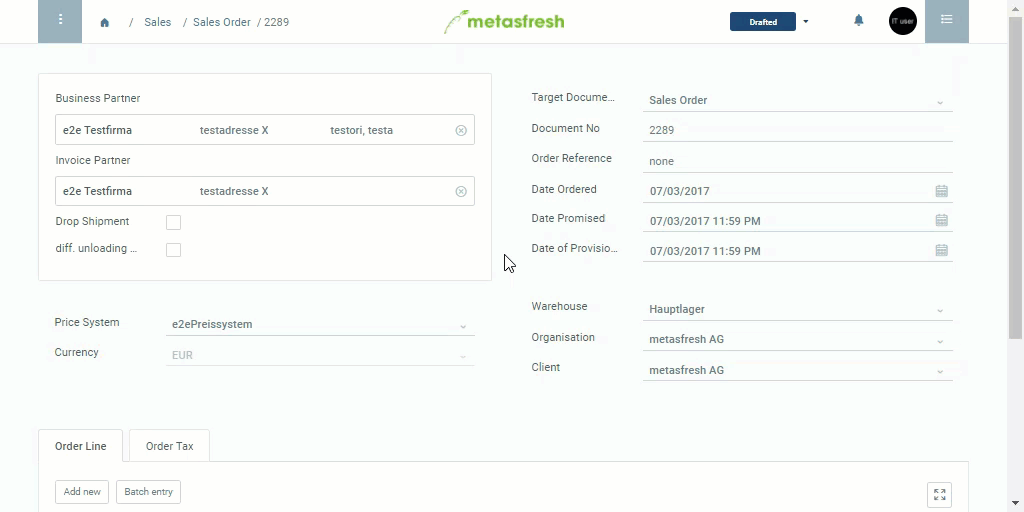 / Sales / Sales Order / 2289
metasfresh
Drafted
IT user
Business Partner
e2e Testfirma testadresse X testori, testa
Invoice Partner
e2e Testfirma testadresse X
Drop Shipment
diff. unloading ...
Target Docume... Sales Order
Document No 2289
Order Reference none
Date Ordered 07/03/2017
Date Promised 07/03/2017 11:59 PM
Date of Provisio... 07/03/2017 11:59 PM
Price System e2ePreissystem
Currency EUR
Warehouse Hauptlager
Organisation metasfresh AG
Client metasfresh AG
Order Line Order Tax
Add new Batch entry